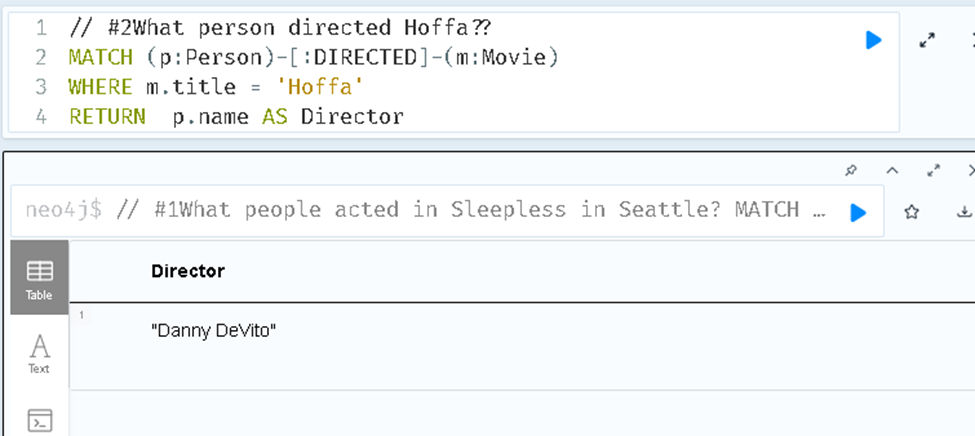 1 // #2What person directed Hoffa??
2 MATCH (p:Person)-[:DIRECTED]-(m:Movie)
3 WHERE m.title = 'Hoffa'
4 RETURN  p.name AS Director
neo4j$ // #1What people acted in Sleepless in Seattle? MATCH …
Director
Table
1
"Danny DeVito"
Text